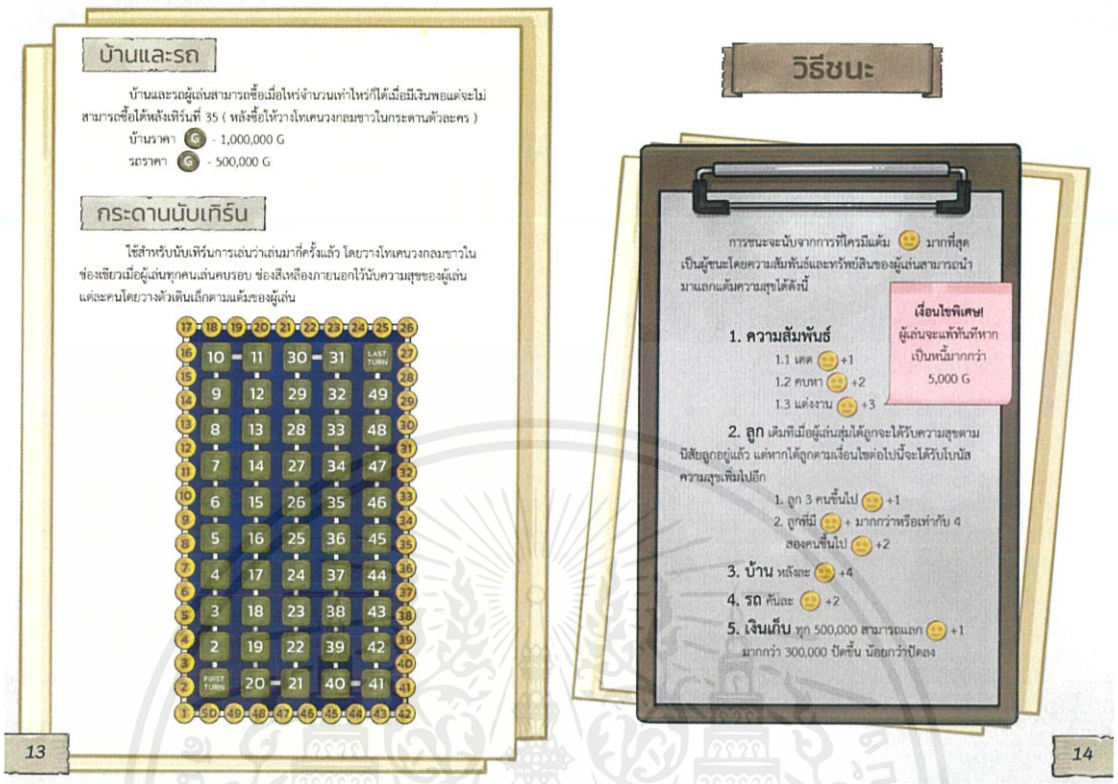 บ้านและรถ
บ้านและรถผู้เล่นสามารถซื้อเมื่อไหร่จำนวนเท่าไหร่ก็ได้เมื่อมีเงินพอแต่จะไม่
สามารถซื้อได้หลังเทิร์นที่ 35 ( หลังซื้อให้วางโทเคนวงกลมขาวในกระดานตัวละคร )
บ้านราคา G - 1,000,000 G
รถราคา G - 500,000 G
กระดานนับเทิร์น
ใช้สำหรับนับเทิร์นการเล่นว่าเล่นมากี่ครั้งแล้ว โดยวางโทเคนวงกลมขาวใน
ช่องเขียวเมื่อผู้เล่นทุกคนเล่นครบรอบ ช่องสีเหลืองภายนอกไว้นับความสุขของผู้เล่น
แต่ละคนโดยวางตัวเดินเล็กตามแต้มของผู้เล่น
17 18 19 20 21 22 23 24 25 26
16 10 11 30 31 LAST TURN 27
15 28
14 9 12 29 32 49 29
13 8 13 28 33 48 30
12 31
11 7 14 27 34 47 32
10 6 15 26 35 46 33
9 34
8 5 16 25 36 45 35
7 4 17 24 37 44 36
6 37
5 3 18 23 38 43 38
4 2 19 22 39 42 39
3 40
2 FIRST TURN 20 21 40 41 41
1 50 49 48 47 46 45 44 43 42
13
วิธีชนะ
การชนะจะนับจากการที่ใครมีแต้ม มากที่สุด
เป็นผู้ชนะโดยความสัมพันธ์และทรัพย์สินของผู้เล่นสามารถนำ
มาแลกแต้มความสุขได้ดังนี้
เงื่อนไขพิเศษ!
ผู้เล่นจะแพ้ทันทีหาก
เป็นหนี้มากกว่า
5,000 G
1. ความสัมพันธ์
1.1 เดต +1
1.2 คบหา +2
1.3 แต่งงาน +3
2. ลูก เดิมทีเมื่อผู้เล่นสุ่มได้ลูกจะได้รับความสุขตาม
นิสัยลูกอยู่แล้ว แต่หากได้ลูกตามเงื่อนไขต่อไปนี้จะได้รับโบนัส
ความสุขเพิ่มไปอีก
1. ลูก 3 คนขึ้นไป +1
2. ลูกที่มี + มากกว่าหรือเท่ากับ 4
สองคนขึ้นไป +2
3. บ้าน หลังละ +4
4. รถ คันละ +2
5. เงินเก็บ ทุก 500,000 สามารถแลก +1
มากกว่า 300,000 ปัดขึ้น น้อยกว่าปัดลง
14